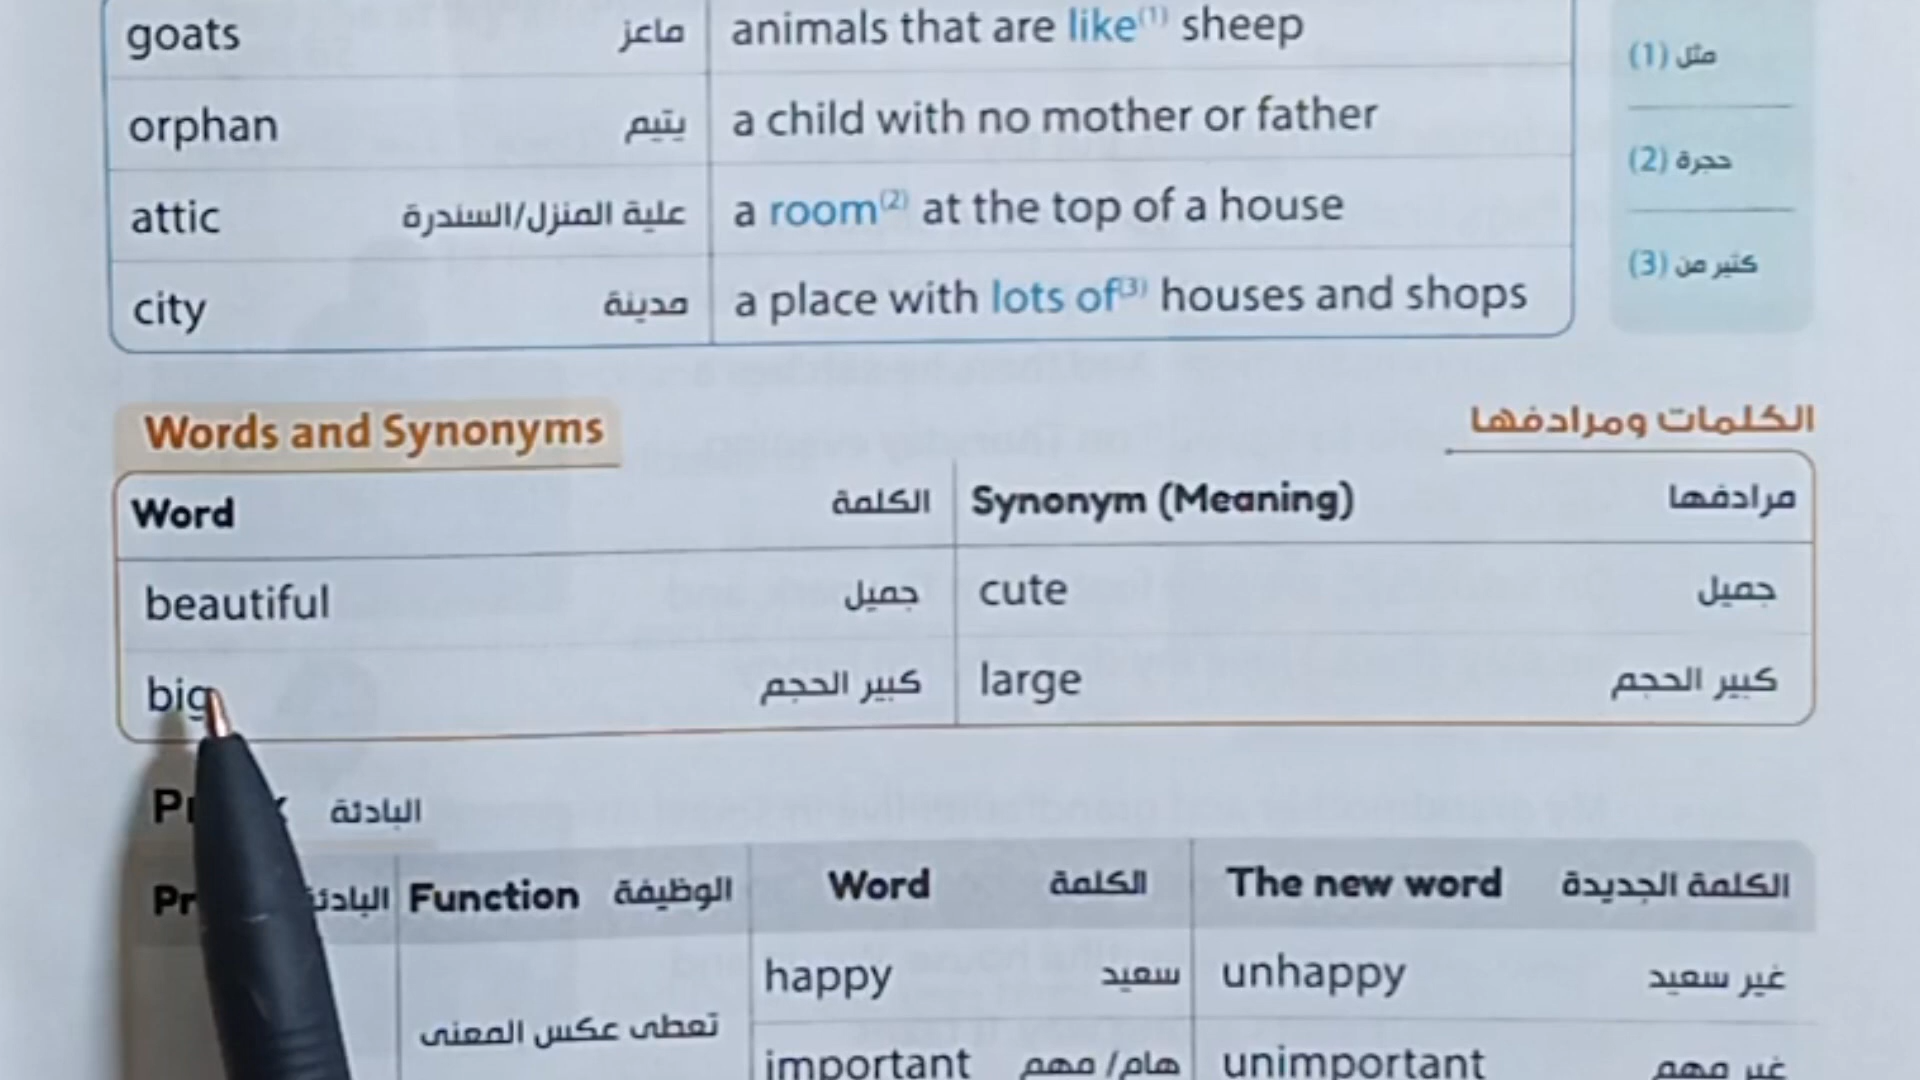 goats ماعز animals that are like(1) sheep
(1) مثل
orphan يتيم a child with no mother or father
(2) حجرة
attic علية المنزل/السندرة a room(2) at the top of a house
(3) كثير من
city مدينة a place with lots of(3) houses and shops
Words and Synonyms الكلمات ومرادفها
Word الكلمة Synonym (Meaning) مرادفها
beautiful جميل cute جميل
big كبير الحجم large كبير الحجم
البادئة
Function الوظيفة Word الكلمة The new word الكلمة الجديدة
happy سعيد unhappy غير سعيد
تعطى عكس المعنى
important هام/مهم unimportant غير مهم